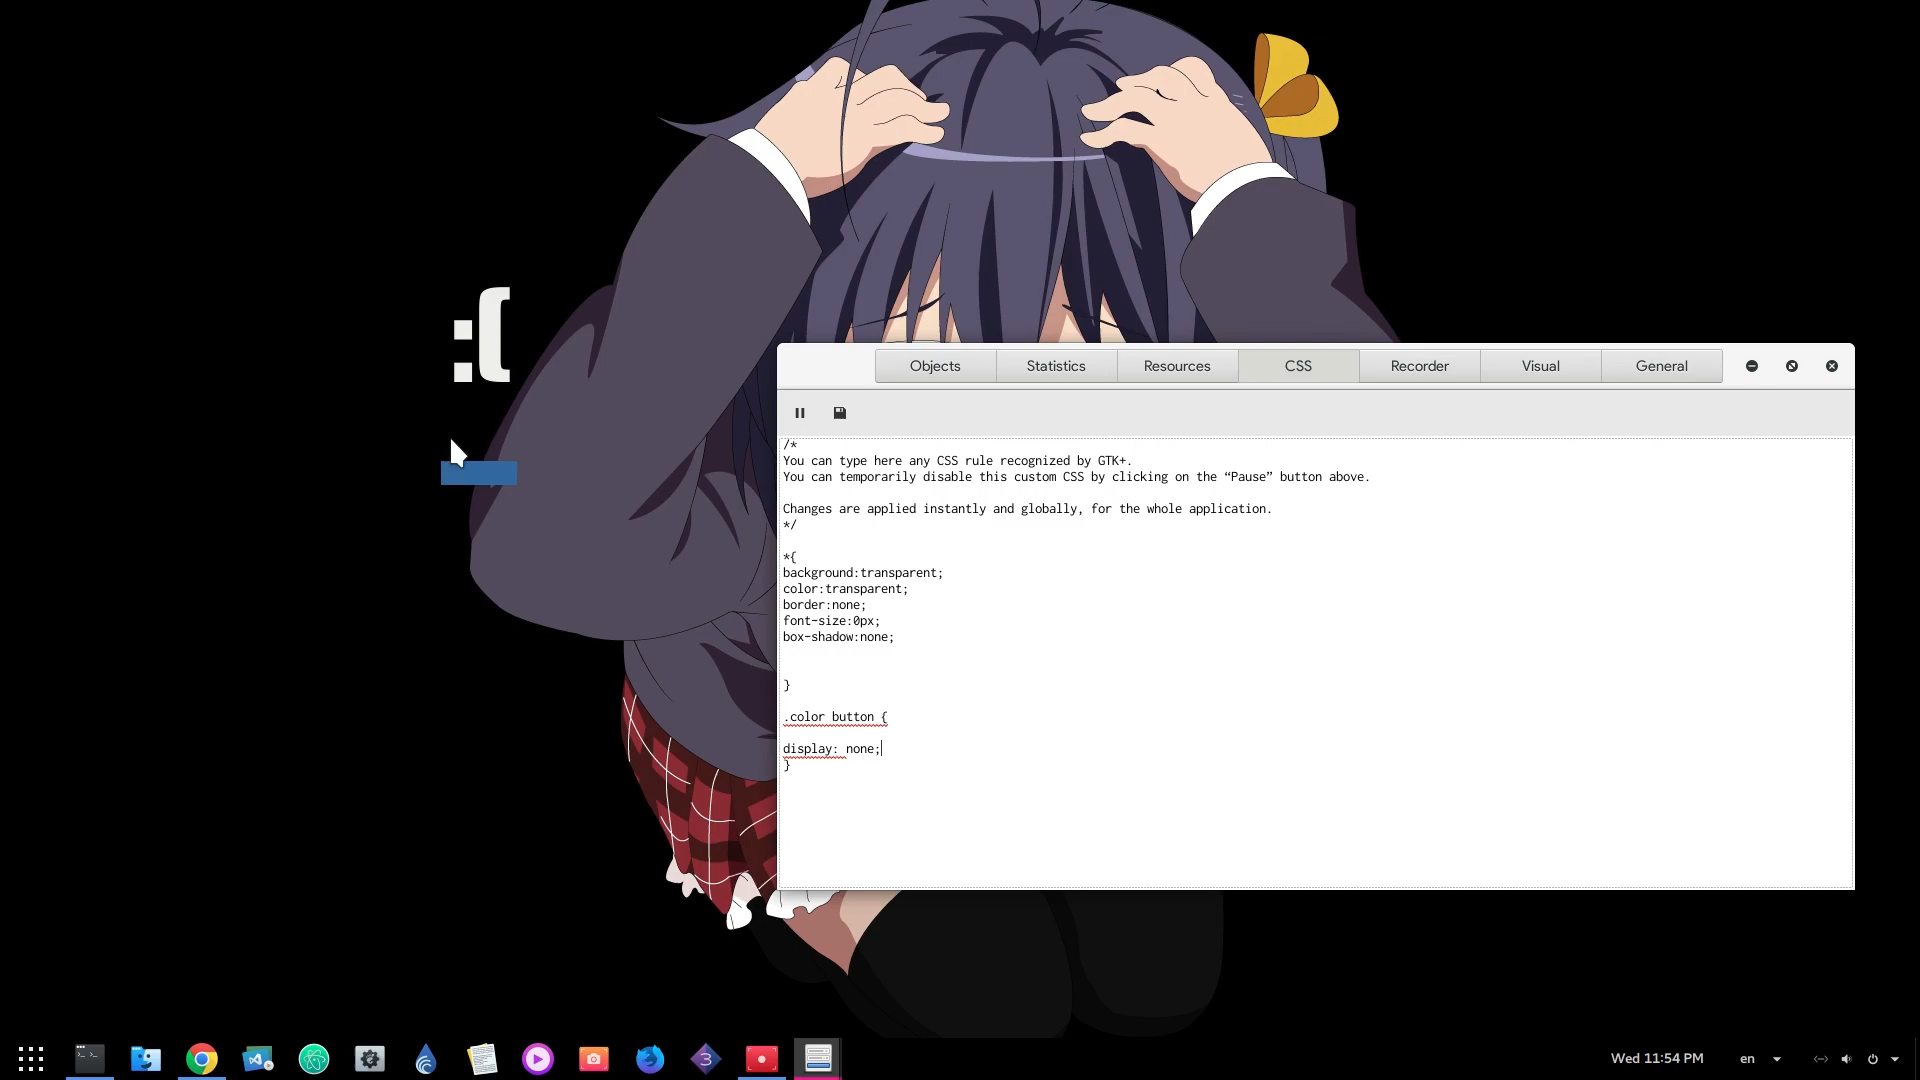 :(
Objects
Statistics
Resources
CSS
Recorder
Visual
General
/*
You can type here any CSS rule recognized by GTK+.
You can temporarily disable this custom CSS by clicking on the “Pause” button above.
Changes are applied instantly and globally, for the whole application.
*/
*{
background:transparent;
color:transparent;
border:none;
font-size:0px;
box-shadow:none;
}
.color button {
display: none;
}
3
Wed 11:54 PM
en